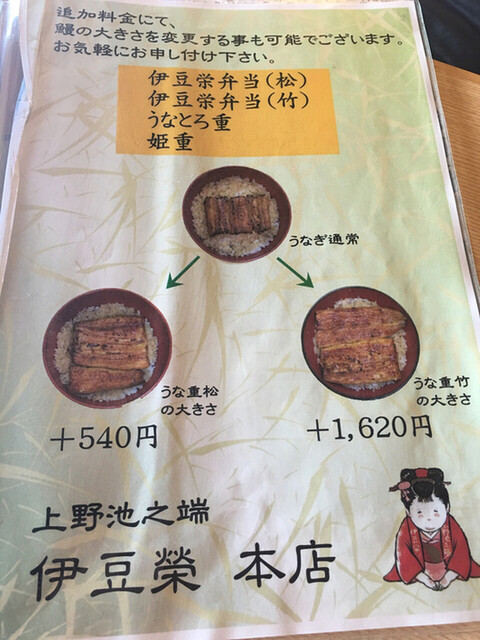 追加料金にて、
鰻の大きさを変更する事も可能でございます。
お気軽にお申し付け下さい。
伊豆栄弁当(松)
伊豆栄弁当(竹)
うなとろ重
姫重
うなぎ通常
うな重松
の大きさ
+540円
うな重竹
の大きさ
+1,620円
上野池之端
伊豆榮 本店